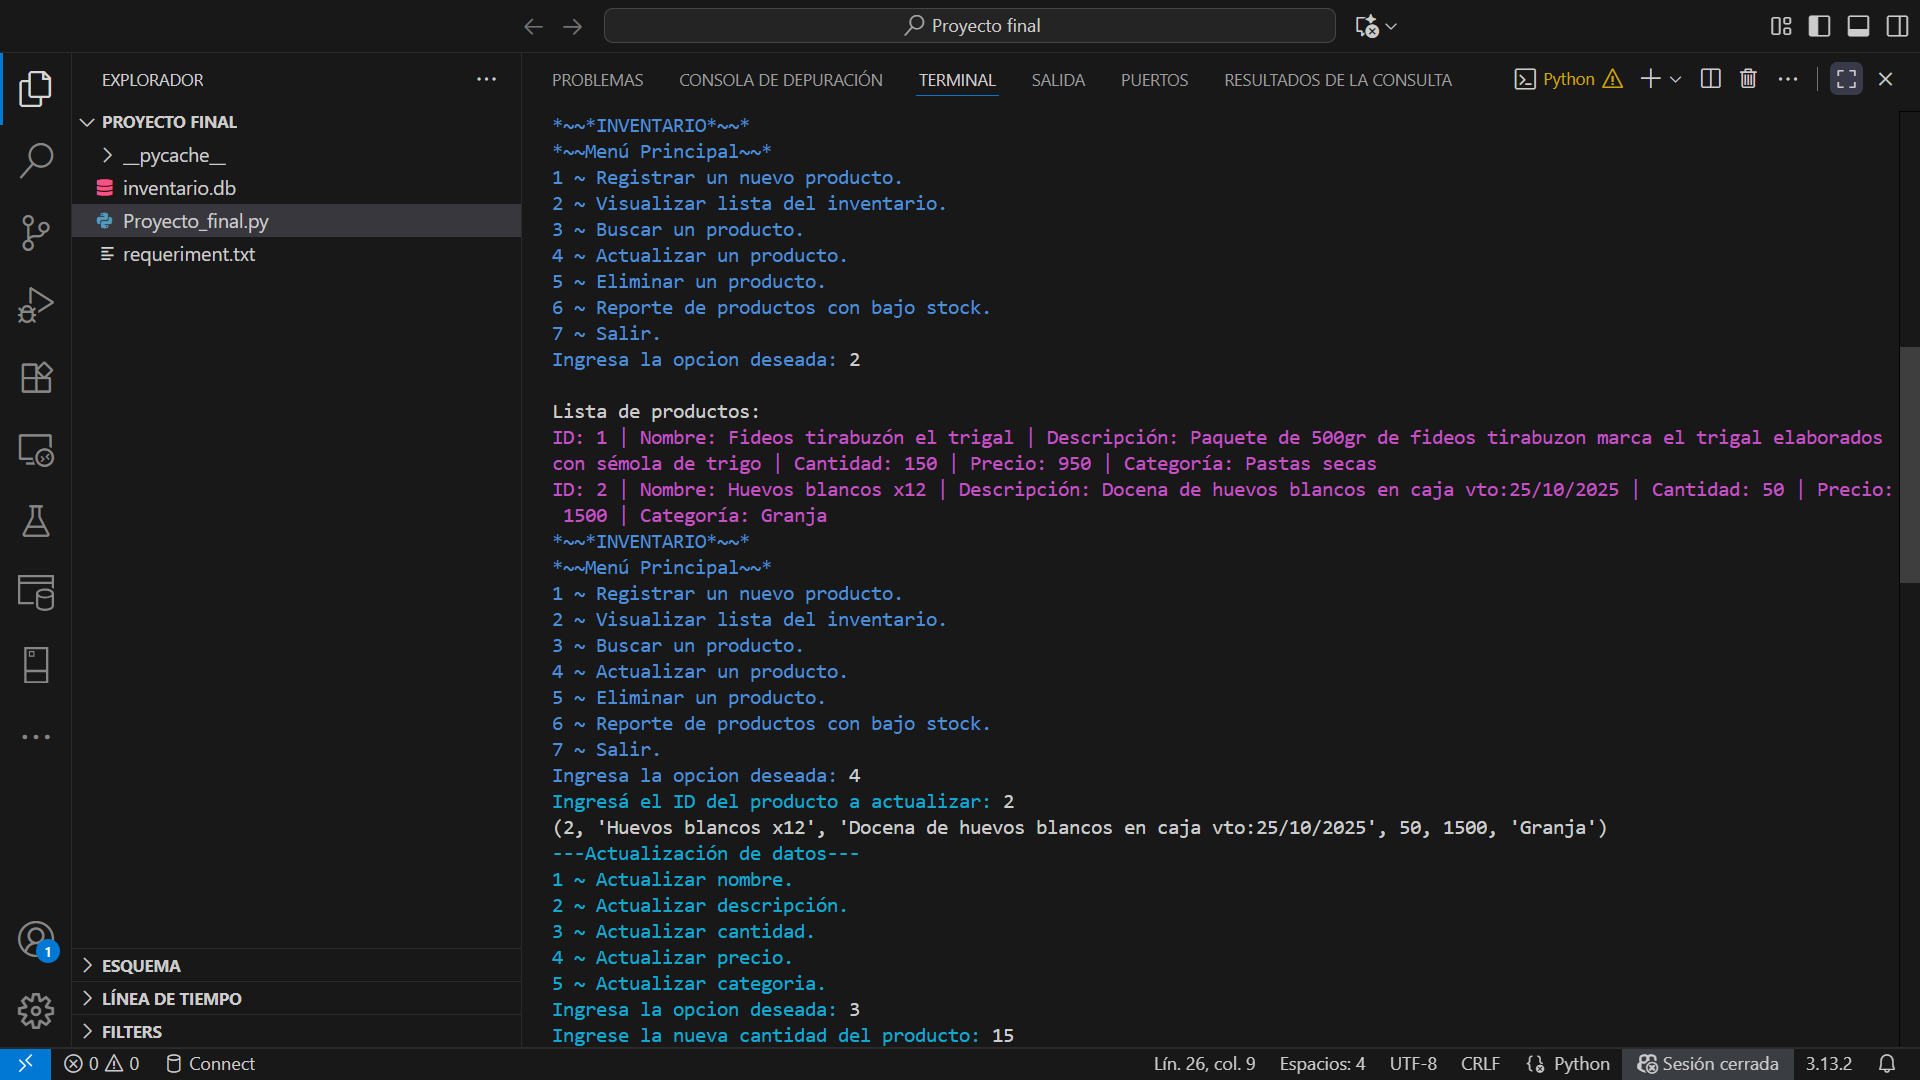 Proyecto final
EXPLORADOR
PROYECTO FINAL
__pycache__
inventario.db
Proyecto_final.py
requeriment.txt
ESQUEMA
LÍNEA DE TIEMPO
FILTERS
PROBLEMAS CONSOLA DE DEPURACIÓN TERMINAL SALIDA PUERTOS RESULTADOS DE LA CONSULTA Python
*~~*INVENTARIO*~~*
*~~Menú Principal~~*
1 ~ Registrar un nuevo producto.
2 ~ Visualizar lista del inventario.
3 ~ Buscar un producto.
4 ~ Actualizar un producto.
5 ~ Eliminar un producto.
6 ~ Reporte de productos con bajo stock.
7 ~ Salir.
Ingresa la opcion deseada: 2
Lista de productos:
ID: 1 | Nombre: Fideos tirabuzón el trigal | Descripción: Paquete de 500gr de fideos tirabuzon marca el trigal elaborados
con sémola de trigo | Cantidad: 150 | Precio: 950 | Categoría: Pastas secas
ID: 2 | Nombre: Huevos blancos x12 | Descripción: Docena de huevos blancos en caja vto:25/10/2025 | Cantidad: 50 | Precio:
1500 | Categoría: Granja
*~~*INVENTARIO*~~*
*~~Menú Principal~~*
1 ~ Registrar un nuevo producto.
2 ~ Visualizar lista del inventario.
3 ~ Buscar un producto.
4 ~ Actualizar un producto.
5 ~ Eliminar un producto.
6 ~ Reporte de productos con bajo stock.
7 ~ Salir.
Ingresa la opcion deseada: 4
Ingresá el ID del producto a actualizar: 2
(2, 'Huevos blancos x12', 'Docena de huevos blancos en caja vto:25/10/2025', 50, 1500, 'Granja')
---Actualización de datos---
1 ~ Actualizar nombre.
2 ~ Actualizar descripción.
3 ~ Actualizar cantidad.
4 ~ Actualizar precio.
5 ~ Actualizar categoria.
Ingresa la opcion deseada: 3
Ingrese la nueva cantidad del producto: 15
1
0 0 Connect Lín. 26, col. 9 Espacios: 4 UTF-8 CRLF Python Sesión cerrada 3.13.2